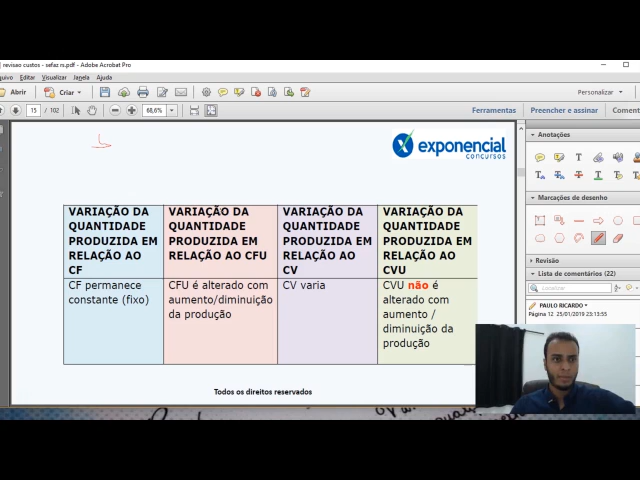 revisao custos - sefaz rs.pdf - Adobe Acrobat Pro
Editar Visualizar Janela Ajuda
Abrir Criar Personalizar
15 / 102 68,6% Ferramentas Preencher e assinar
exponencial
concursos
VARIAÇÃO DA QUANTIDADE PRODUZIDA EM RELAÇÃO AO CF
VARIAÇÃO DA QUANTIDADE PRODUZIDA EM RELAÇÃO AO CFU
VARIAÇÃO DA QUANTIDADE PRODUZIDA EM RELAÇÃO AO CV
VARIAÇÃO DA QUANTIDADE PRODUZIDA EM RELAÇÃO AO CVU
CF permanece constante (fixo)
CFU é alterado com aumento/diminuição da produção
CV varia
CVU não é alterado com aumento / diminuição da produção
Todos os direitos reservados
Anotações
Marcações de desenho
Revisão
Lista de comentários (22)
Localizar
PAULO RICARDO
Página 12 25/01/2019 23:13:55